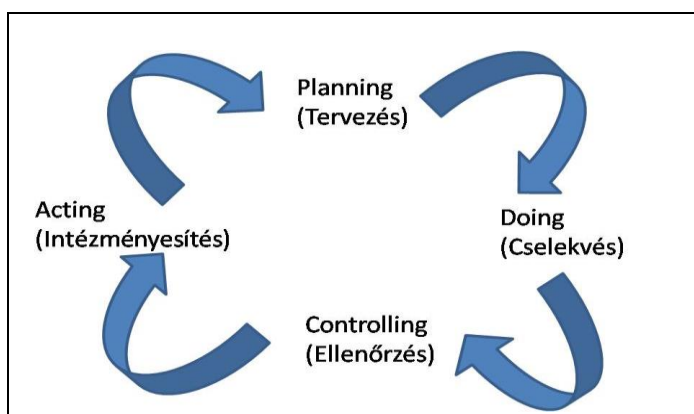 Planning
(Tervezés)
Doing
(Cselekvés)
Controlling
(Ellenőrzés)
Acting
(Intézményesítés)